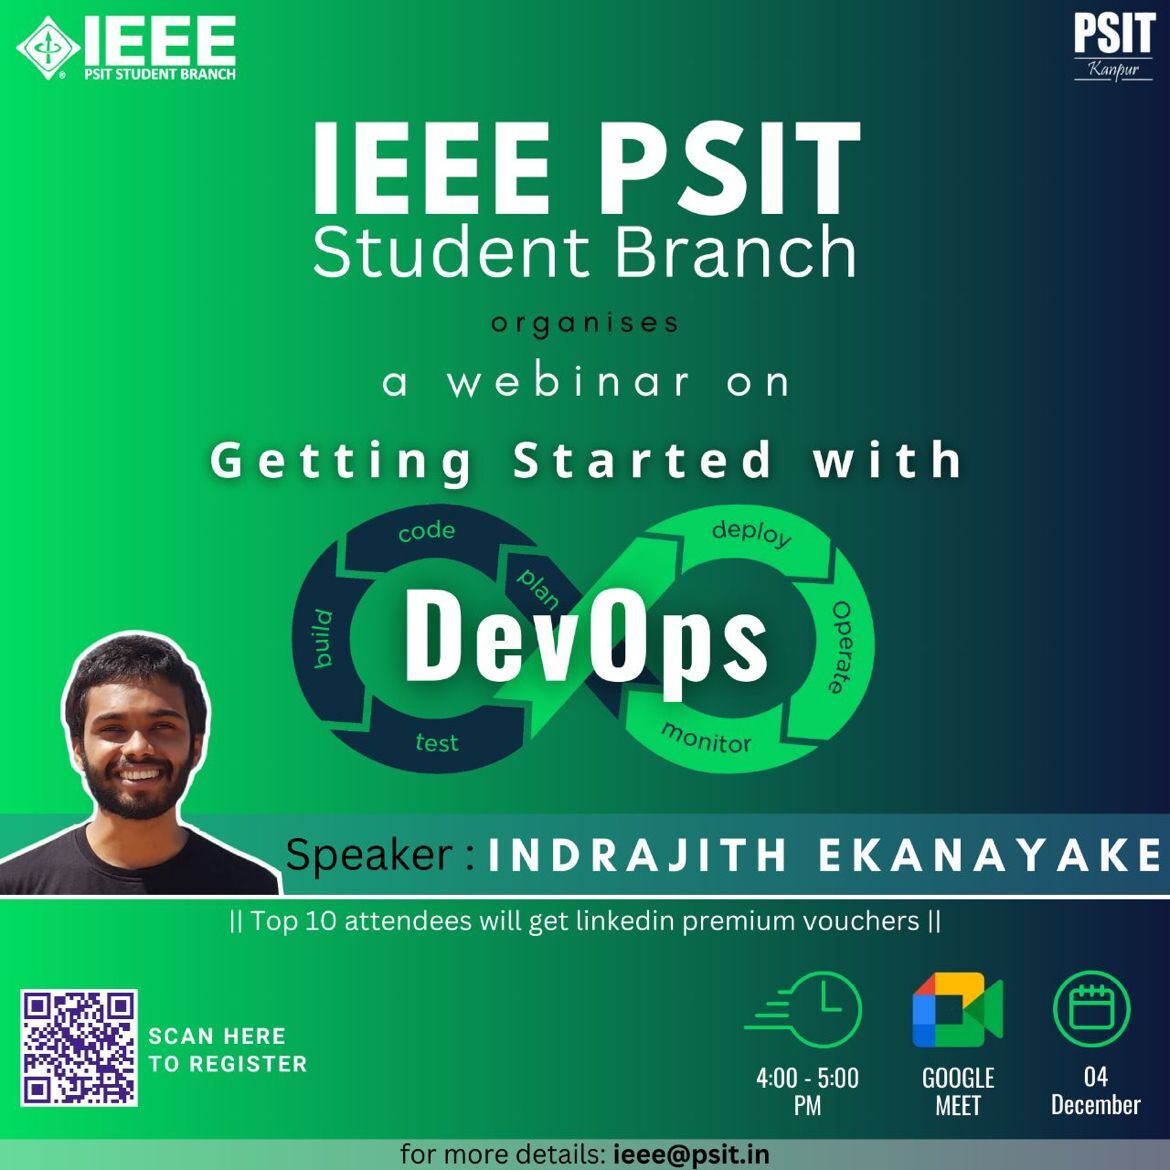 IEEE
PSIT STUDENT BRANCH
PSIT
Kanpur
IEEE PSIT
Student Branch
organises
a webinar on
Getting Started with
code
deploy
plan
build
DevOps
Operate
test
monitor
Speaker : INDRAJITH EKANAYAKE
|| Top 10 attendees will get linkedin premium vouchers ||
SCAN HERE
TO REGISTER
4:00 - 5:00
PM
GOOGLE
MEET
04
December
for more details: ieee@psit.in